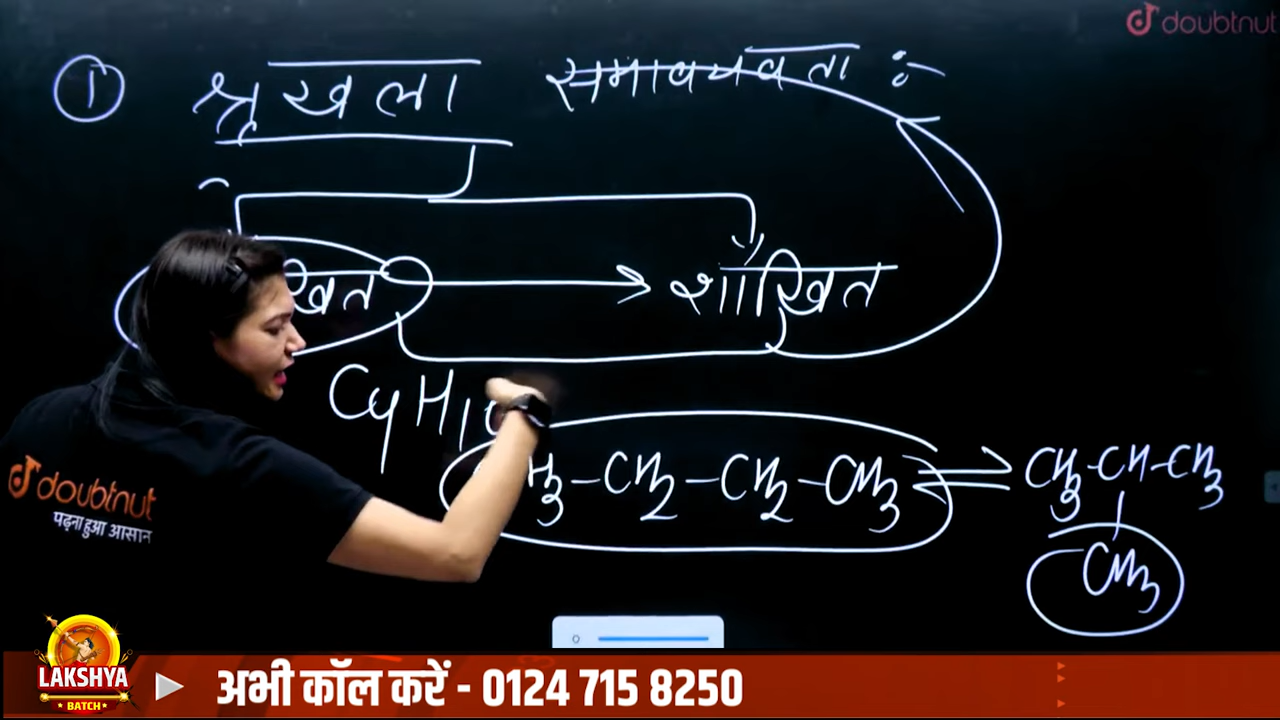 doubtnut
① श्रृखला समावयवता :-
खित → शाखित
C4H10
H3-CH2-CH2-CH3 ⇌ CH3-CH-CH3
CH3
doubtnut
पढ़ना हुआ आसान
LAKSHYA
BATCH
अभी कॉल करें - 0124 715 8250